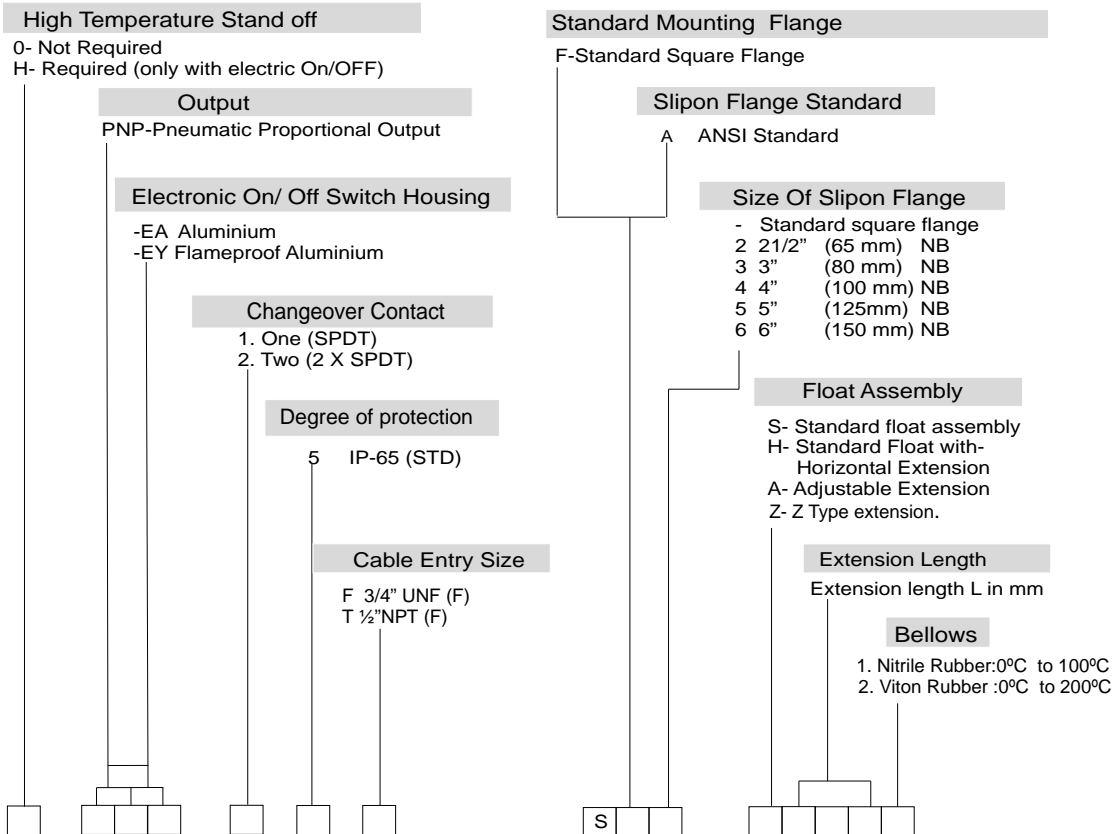 High Temperature Stand off
0- Not Required
H- Required (only with electric On/OFF)
Output
PNP-Pneumatic Proportional Output
Electronic On/ Off Switch Housing
-EA Aluminium
-EY Flameproof Aluminium
Changeover Contact
1. One (SPDT)
2. Two (2 X SPDT)
Degree of protection
5 IP-65 (STD)
Cable Entry Size
F 3/4” UNF (F)
T ½”NPT (F)
Standard Mounting Flange
F-Standard Square Flange
Slipon Flange Standard
A ANSI Standard
Size Of Slipon Flange
- Standard square flange
2 21/2” (65 mm) NB
3 3” (80 mm) NB
4 4” (100 mm) NB
5 5” (125mm) NB
6 6” (150 mm) NB
Float Assembly
S- Standard float assembly
H- Standard Float with-
Horizontal Extension
A- Adjustable Extension
Z- Z Type extension.
Extension Length
Extension length L in mm
Bellows
1. Nitrile Rubber:0ºC to 100ºC
2. Viton Rubber :0ºC to 200ºC
S